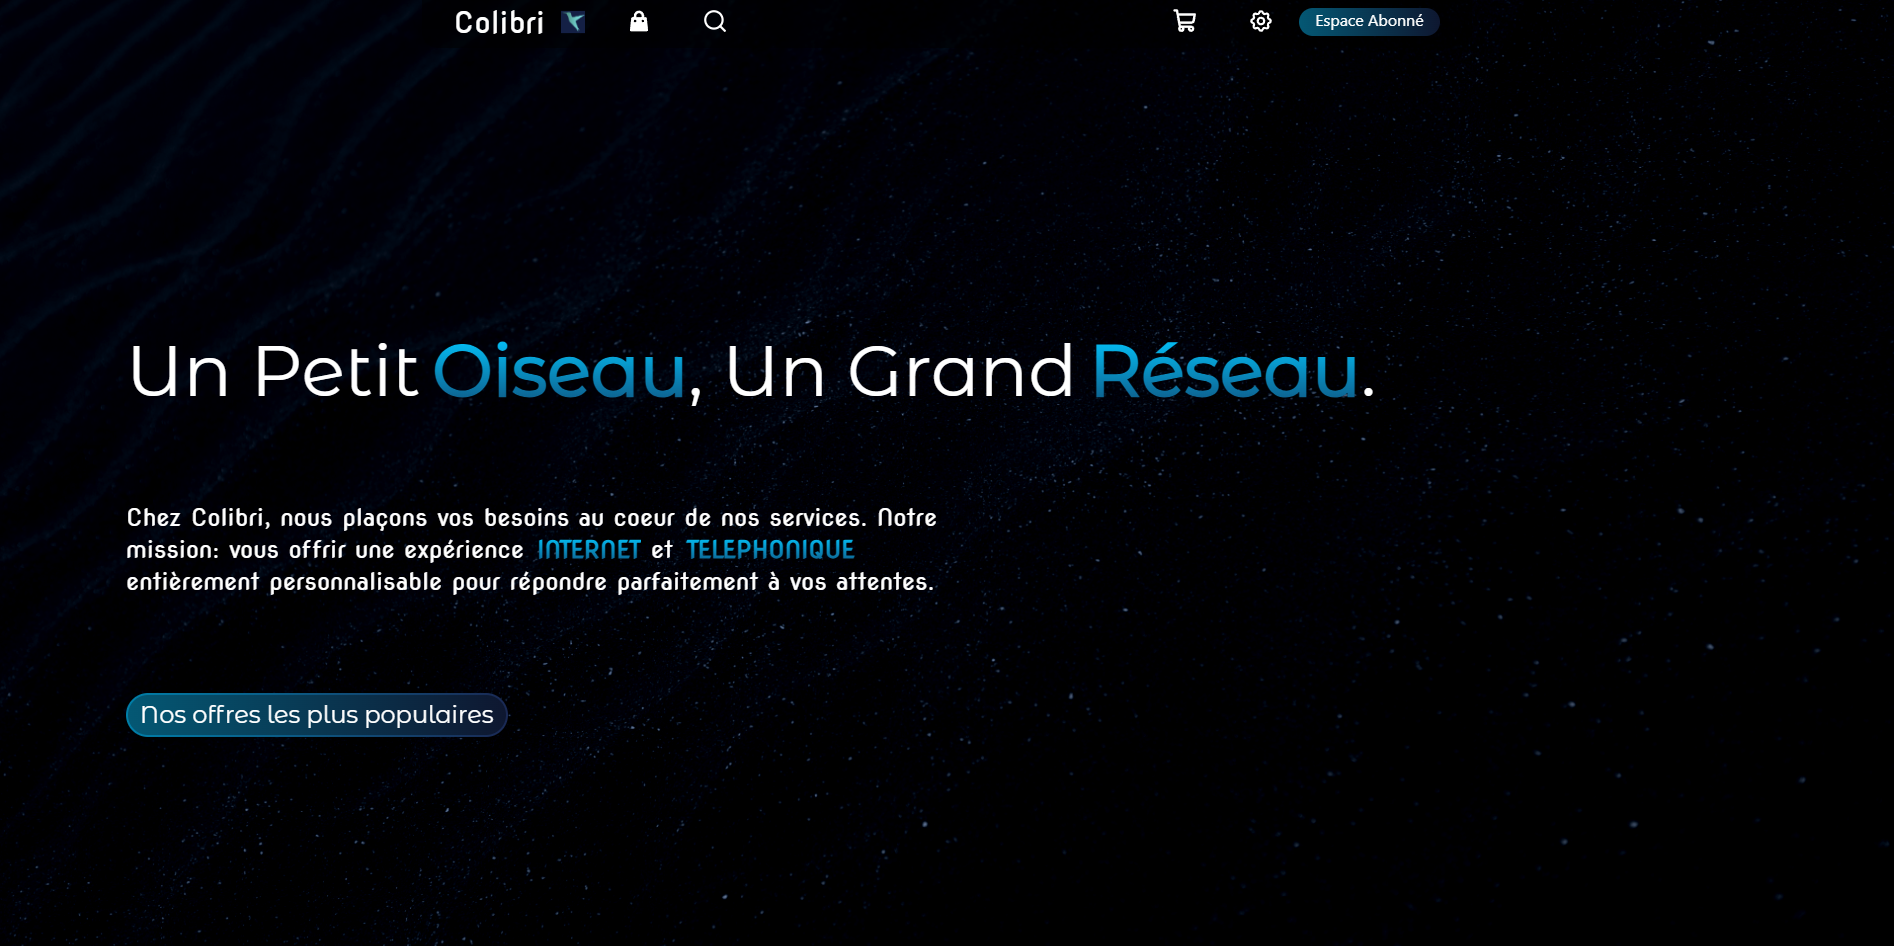 Colibri
Espace Abonné
Un Petit Oiseau, Un Grand Réseau.
Chez Colibri, nous plaçons vos besoins au coeur de nos services. Notre
mission: vous offrir une expérience INTERNET et TELEPHONIQUE
entièrement personnalisable pour répondre parfaitement à vos attentes.
Nos offres les plus populaires